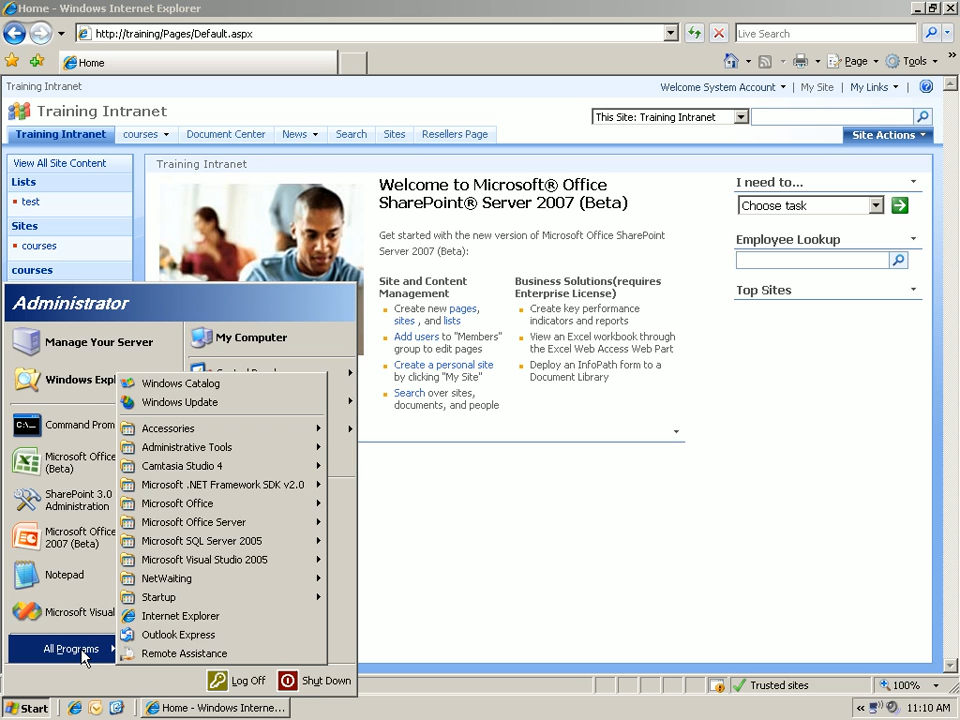 Home - Windows Internet Explorer
http://training/Pages/Default.aspx
Live Search
Home
Page
Tools
»
Training Intranet
Welcome System Account
My Site
My Links
Training Intranet
This Site: Training Intranet
Training Intranet
courses
Document Center
News
Search
Sites
Resellers Page
Site Actions
View All Site Content
Lists
test
Sites
courses
courses
Training Intranet
Welcome to Microsoft® Office
SharePoint® Server 2007 (Beta)
Get started with the new version of Microsoft Office SharePoint
Server 2007 (Beta):
Site and Content
Management
Create new pages,
sites , and lists
Add users to "Members"
group to edit pages
Create a personal site
by clicking "My Site"
Search over sites,
documents, and people
Business Solutions(requires
Enterprise License)
Create key performance
indicators and reports
View an Excel workbook through
the Excel Web Access Web Part
Deploy an InfoPath form to a
Document Library
I need to...
Choose task
Employee Lookup
Top Sites
Administrator
Manage Your Server
Windows Expl
Command Prom
Microsoft Office
(Beta)
SharePoint 3.0
Administration
Microsoft Office
2007 (Beta)
Notepad
Microsoft Visual
All Programs
My Computer
Windows Catalog
Windows Update
Accessories
Administrative Tools
Camtasia Studio 4
Microsoft .NET Framework SDK v2.0
Microsoft Office
Microsoft Office Server
Microsoft SQL Server 2005
Microsoft Visual Studio 2005
NetWaiting
Startup
Internet Explorer
Outlook Express
Remote Assistance
Log Off
Shut Down
Trusted sites
100%
Start
Home - Windows Interne...
«
11:10 AM